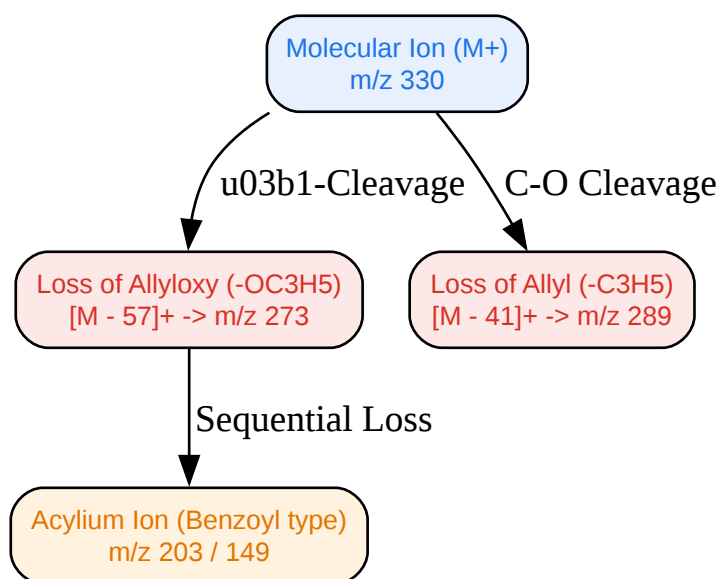 Molecular Ion (M+)
m/z 330
u03b1-Cleavage
C-O Cleavage
Loss of Allyloxy (-OC3H5)
[M - 57]+ -> m/z 273
Loss of Allyl (-C3H5)
[M - 41]+ -> m/z 289
Sequential Loss
Acylium Ion (Benzoyl type)
m/z 203 / 149